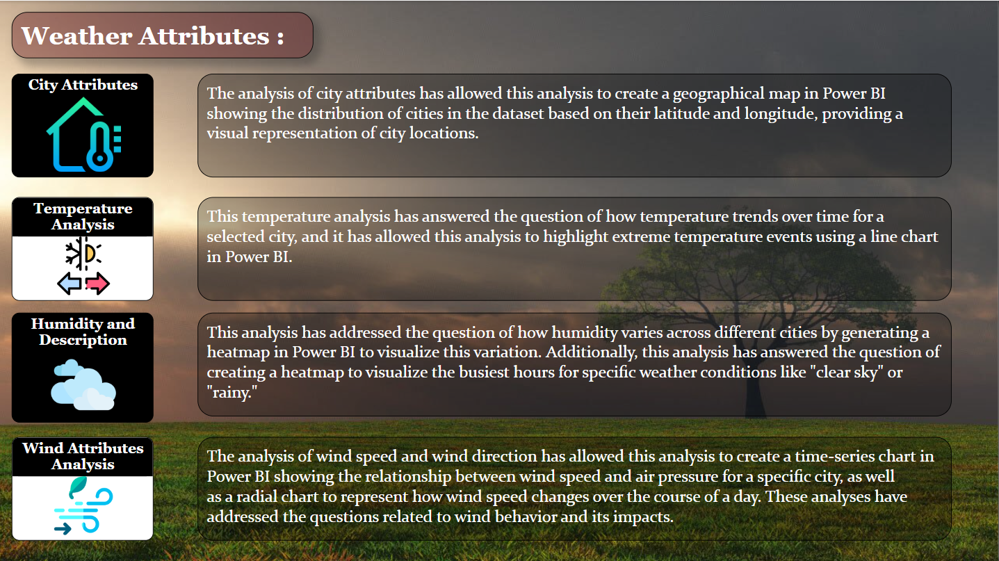 Weather Attributes :
City Attributes
The analysis of city attributes has allowed this analysis to create a geographical map in Power BI
showing the distribution of cities in the dataset based on their latitude and longitude, providing a
visual representation of city locations.
Temperature
Analysis
This temperature analysis has answered the question of how temperature trends over time for a
selected city, and it has allowed this analysis to highlight extreme temperature events using a line chart
in Power BI.
Humidity and
Description
This analysis has addressed the question of how humidity varies across different cities by generating a
heatmap in Power BI to visualize this variation. Additionally, this analysis has answered the question of
creating a heatmap to visualize the busiest hours for specific weather conditions like "clear sky" or
"rainy."
Wind Attributes
Analysis
The analysis of wind speed and wind direction has allowed this analysis to create a time-series chart in
Power BI showing the relationship between wind speed and air pressure for a specific city, as well
as a radial chart to represent how wind speed changes over the course of a day. These analyses have
addressed the questions related to wind behavior and its impacts.